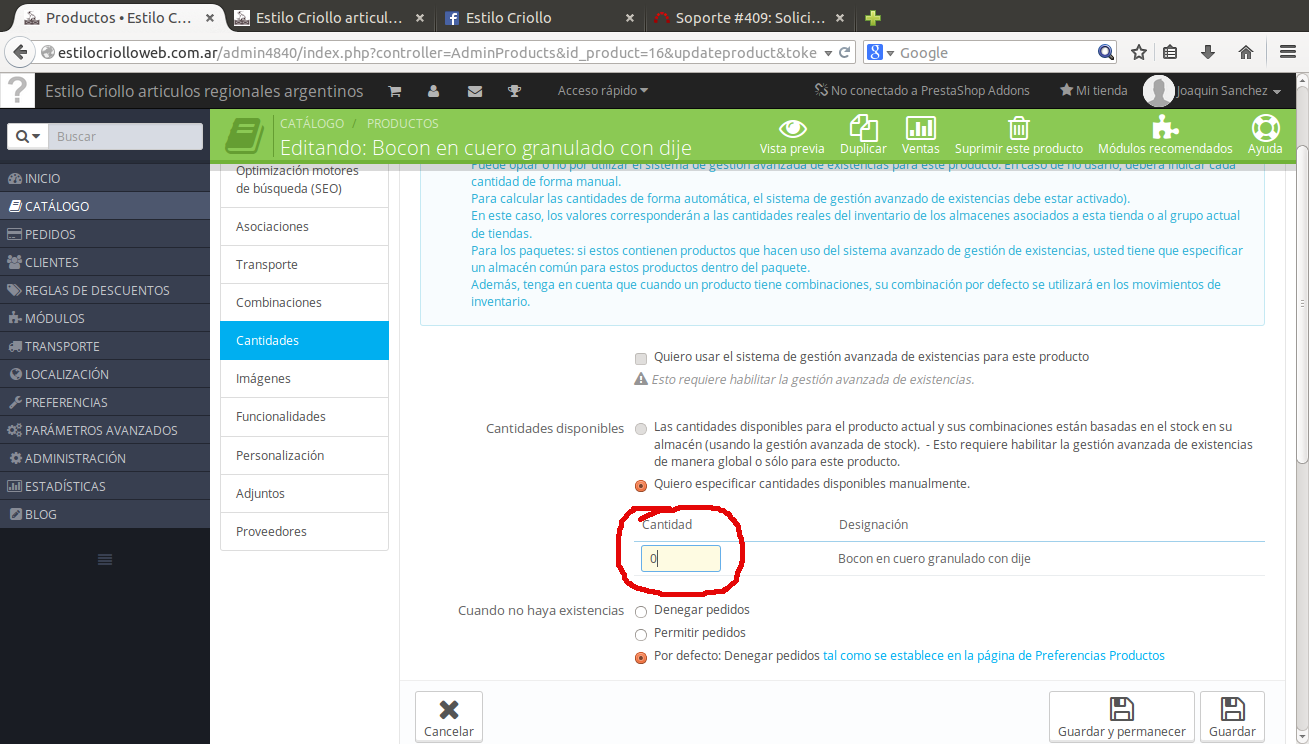 Productos • Estilo C...
Estilo Criollo articul...
Estilo Criollo
Soporte #409: Solici...
estilocriolloweb.com.ar/admin4840/index.php?controller=AdminProducts&id_product=16&updateproduct&toke
Google
Estilo Criollo articulos regionales argentinos
Acceso rápido
No conectado a PrestaShop Addons
Mi tienda
Joaquin Sanchez
Buscar
CATÁLOGO / PRODUCTOS
Editando: Bocon en cuero granulado con dije
Vista previa
Duplicar
Ventas
Suprimir este producto
Módulos recomendados
Ayuda
INICIO
CATÁLOGO
PEDIDOS
CLIENTES
REGLAS DE DESCUENTOS
MÓDULOS
TRANSPORTE
LOCALIZACIÓN
PREFERENCIAS
PARÁMETROS AVANZADOS
ADMINISTRACIÓN
ESTADÍSTICAS
BLOG
Optimización motores
de búsqueda (SEO)
Asociaciones
Transporte
Combinaciones
Cantidades
Imágenes
Funcionalidades
Personalización
Adjuntos
Proveedores
Puede optar o no por utilizar el sistema de gestión avanzada de existencias para este producto. En caso de no usarlo, deberá indicar cada
cantidad de forma manual.
Para calcular las cantidades de forma automática, el sistema de gestión avanzado de existencias debe estar activado).
En este caso, los valores corresponderán a las cantidades reales del inventario de los almacenes asociados a esta tienda o al grupo actual
de tiendas.
Para los paquetes: si estos contienen productos que hacen uso del sistema avanzado de gestión de existencias, usted tiene que especificar
un almacén común para estos productos dentro del paquete.
Además, tenga en cuenta que cuando un producto tiene combinaciones, su combinación por defecto se utilizará en los movimientos de
inventario.
Quiero usar el sistema de gestión avanzada de existencias para este producto
Esto requiere habilitar la gestión avanzada de existencias.
Cantidades disponibles
Las cantidades disponibles para el producto actual y sus combinaciones están basadas en el stock en su
almacén (usando la gestión avanzada de stock). - Esto requiere habilitar la gestión avanzada de existencias
de manera global o sólo para este producto.
Quiero especificar cantidades disponibles manualmente.
Cantidad
Designación
0
Bocon en cuero granulado con dije
Cuando no haya existencias
Denegar pedidos
Permitir pedidos
Por defecto: Denegar pedidos tal como se establece en la página de Preferencias Productos
Cancelar
Guardar y permanecer
Guardar